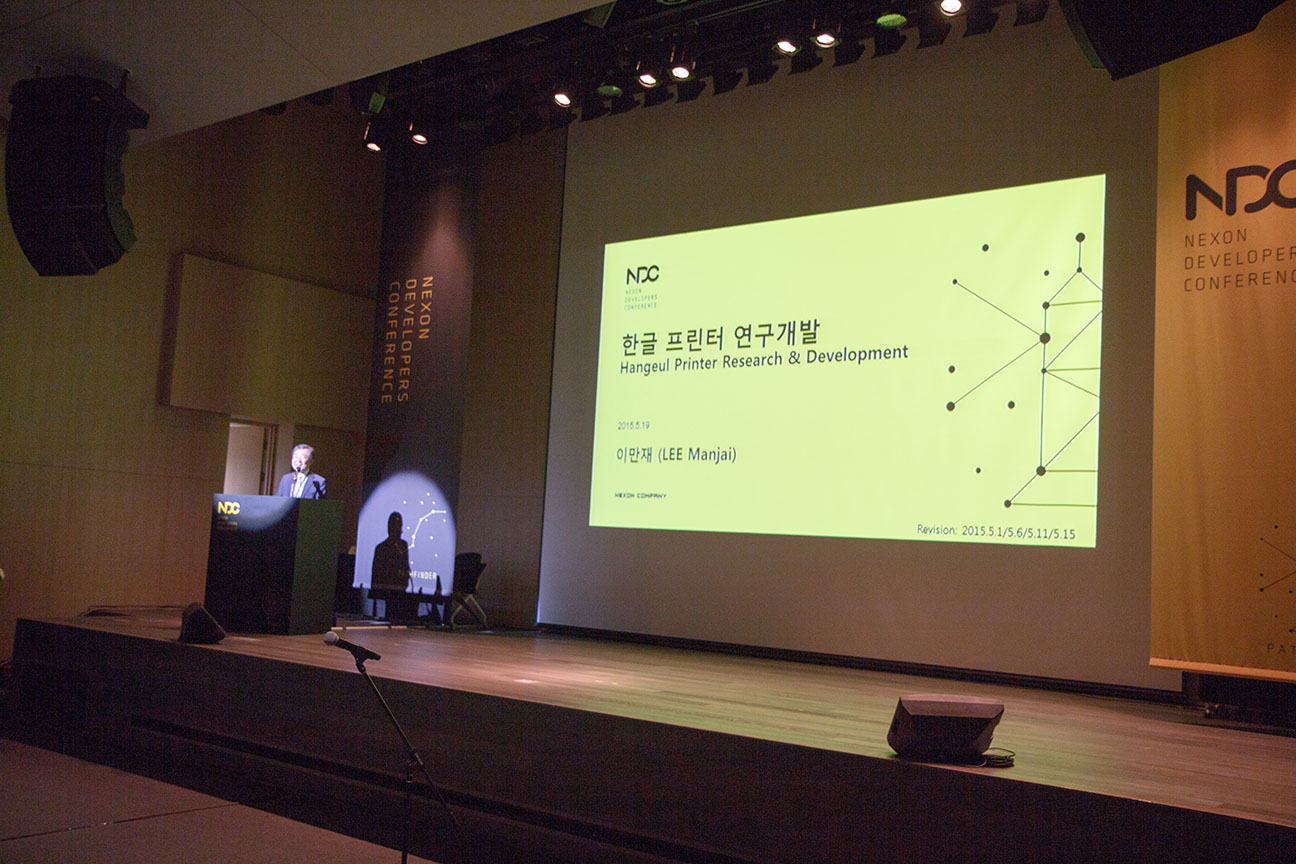 NEXON
DEVELOPERS
CONFERENCE
NDC
PATHFINDER
NDC
NEXON
DEVELOPERS
CONFERENCE
한글 프린터 연구개발
Hangeul Printer Research & Development
2015.5.19
이만재 (LEE Manjai)
NEXON COMPANY
Revision: 2015.5.1/5.6/5.11/5.15
NDC
NEXON
DEVELOPERS
CONFERENC
PAT